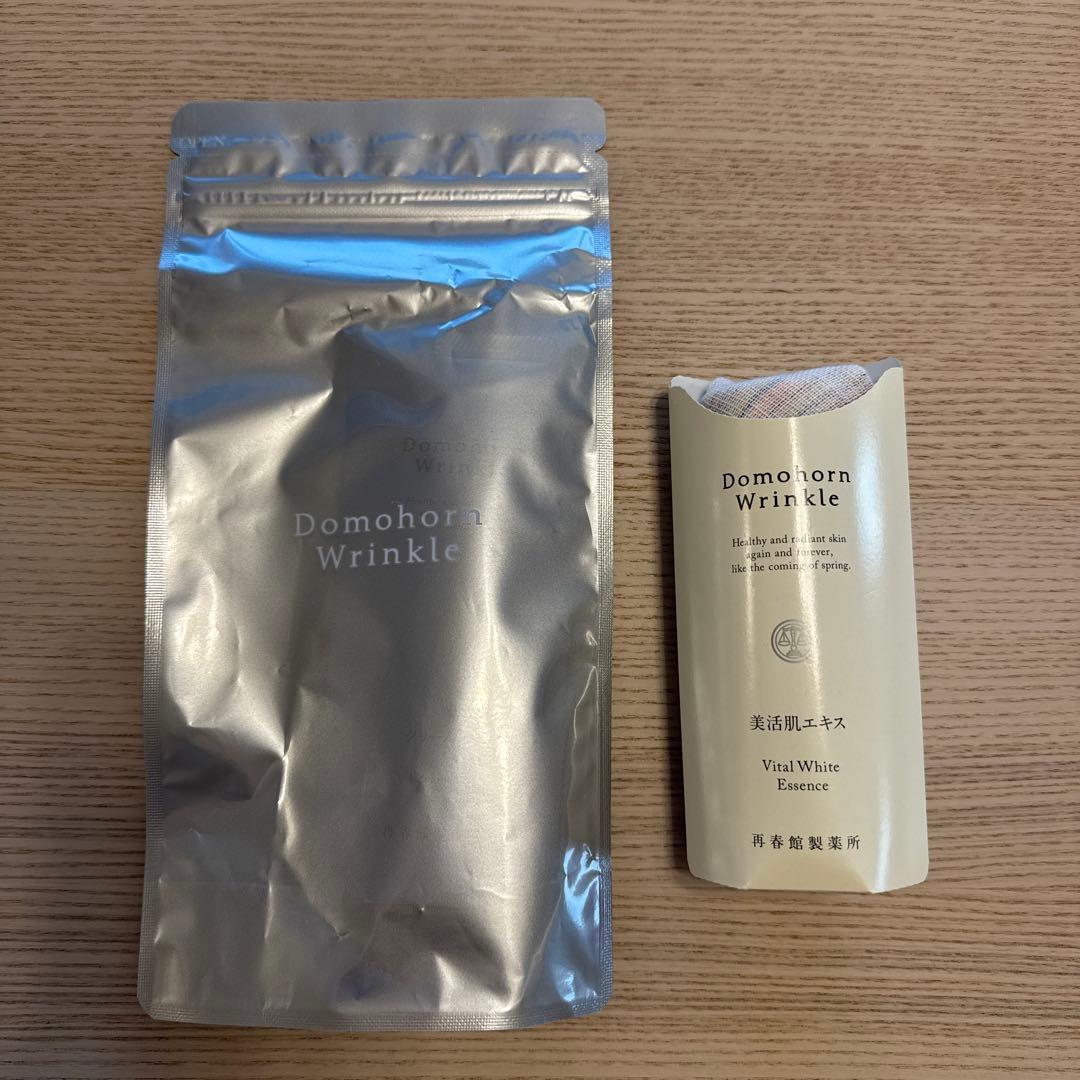 OPEN
Domohorn
Wrinkle
Domohorn
Wrinkle
Domohorn
Wrinkle
Healthy and radiant skin
again and forever,
like the coming of spring.
美活肌エキス
Vital White
Essence
再春館製薬所